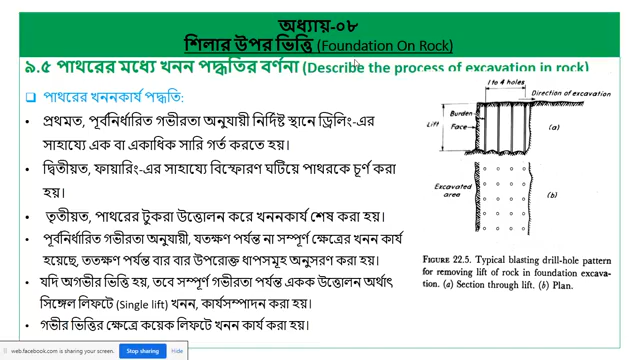 অধ্যায়-০৮
শিলার উপর ভিত্তি (Foundation On Rock)
৯.৫ পাথরের মধ্যে খনন পদ্ধতির বর্ণনা (Describe the process of excavation in rock)
পাথরের খননকার্য পদ্ধতি:
প্রথমত, পূর্বনির্ধারিত গভীরতা অনুযায়ী নির্দিষ্ট স্থানে ড্রিলিং-এর
সাহায্যে এক বা একাধিক সারি গর্ত করতে হয়।
দ্বিতীয়ত, ফায়ারিং-এর সাহায্যে বিস্ফোরণ ঘটিয়ে পাথরকে চূর্ণ করা
হয়।
তৃতীয়ত, পাথরের টুকরা উত্তোলন করে খননকার্য শেষ করা হয়।
পূর্বনির্ধারিত গভীরতা অনুযায়ী, যতক্ষণ পর্যন্ত না সম্পূর্ণ ক্ষেত্রের খনন কার্য
হয়েছে, ততক্ষণ পর্যন্ত বার বার উপরোক্ত ধাপসমূহ অনুসরণ করা হয়।
যদি অগভীর ভিত্তি হয়, তবে সম্পূর্ণ গভীরতা পর্যন্ত একক উত্তোলন অর্থাৎ
সিঙ্গেল লিফটে (Single lift) খনন, কার্যসম্পাদন করা হয়।
গভীর ভিত্তির ক্ষেত্রে কয়েক লিফটে খনন কার্য করা হয়।
1 to 4 holes
Direction of excavation
Burden
Lift
Face
(a)
Excavated
area
(b)
FIGURE 22.5. Typical blasting drill-hole pattern
for removing lift of rock in foundation excava-
tion. (a) Section through lift. (b) Plan.
web.facebook.com is sharing your screen.
Stop sharing
Hide